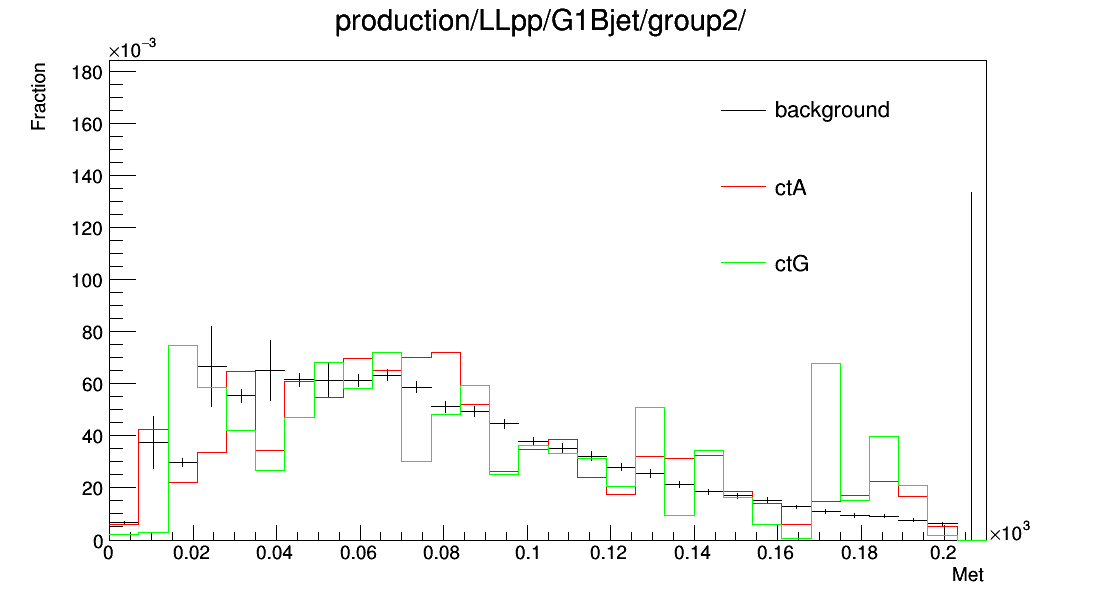 production/LLpp/G1Bjet/group2/
×10⁻³
Fraction
180
160
140
120
100
80
60
40
20
0
background
ctA
ctG
0 0.02 0.04 0.06 0.08 0.1 0.12 0.14 0.16 0.18 0.2
×10³
Met